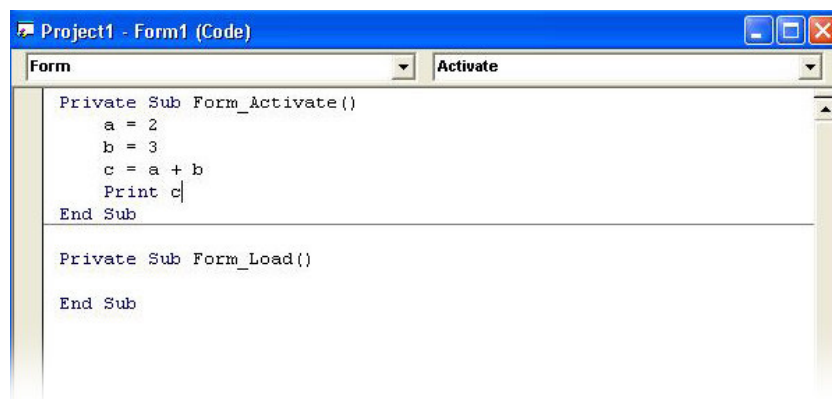 Project1 - Form1 (Code)
Form Activate
Private Sub Form_Activate()
    a = 2
    b = 3
    c = a + b
    Print c
End Sub
Private Sub Form_Load()
End Sub